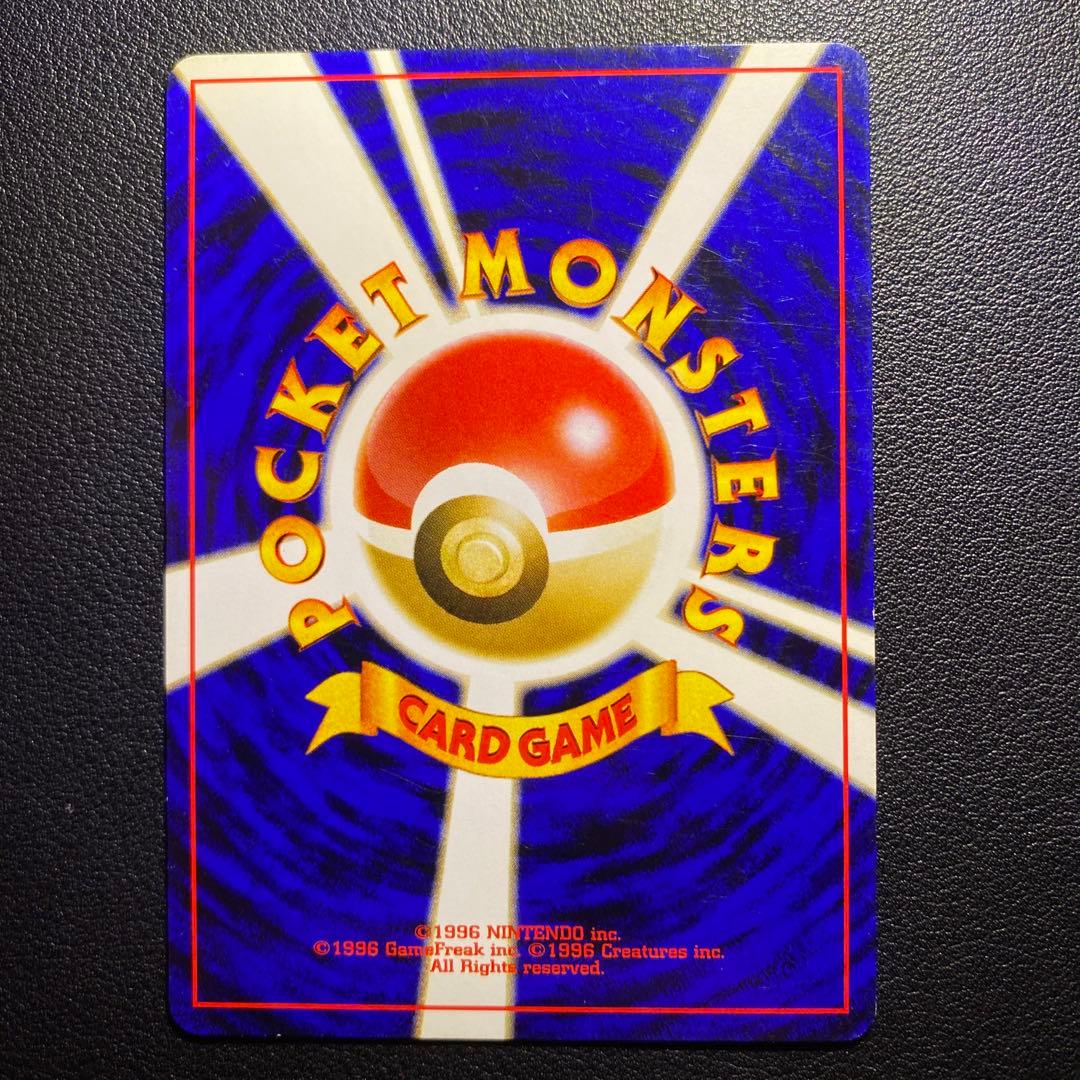 POCKET MONSTERS
CARD GAME
©1996 NINTENDO inc.
©1996 GameFreak inc. ©1996 Creatures inc.
All Rights reserved.